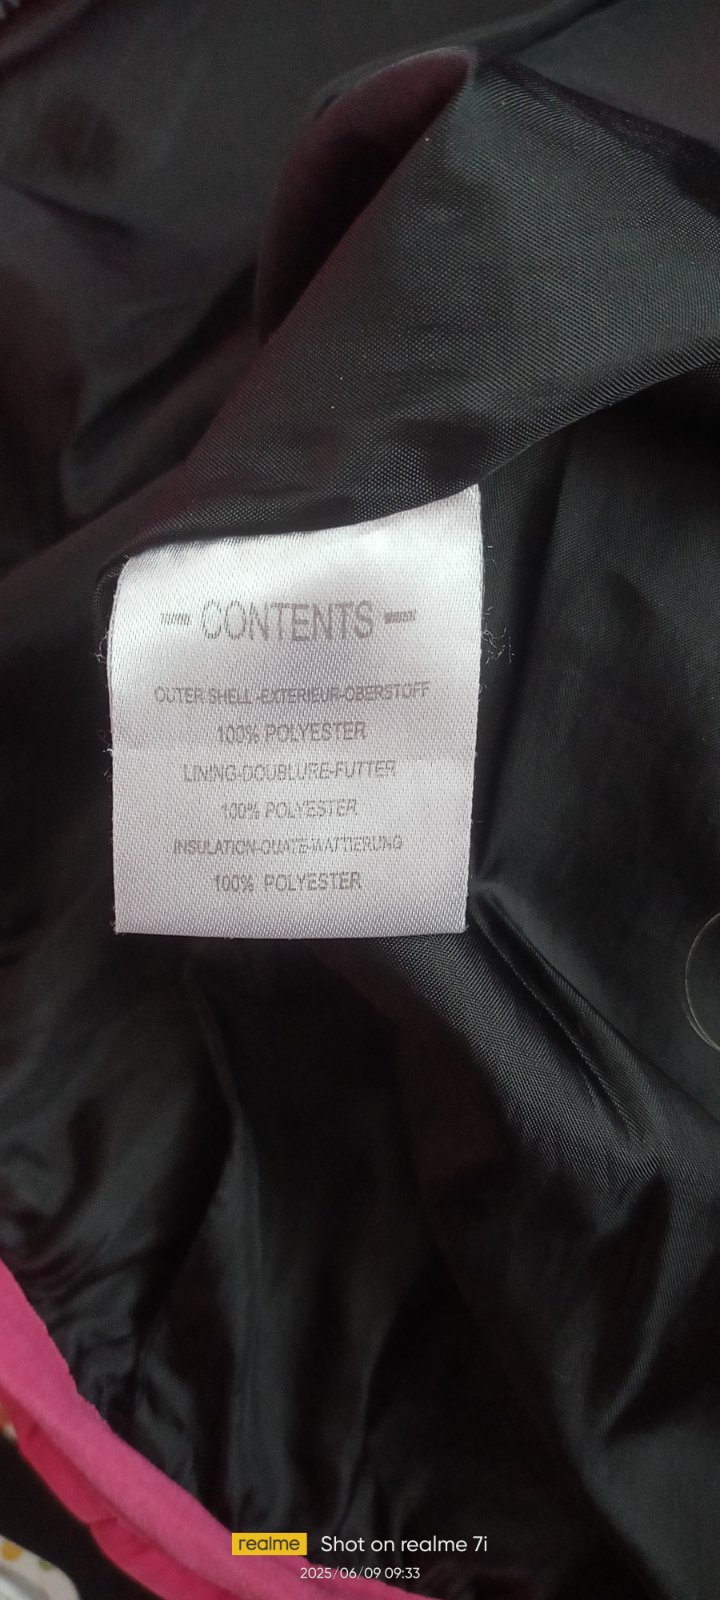 CONTENTS
OUTER SHELL-EXTERIEUR-OBERSTOFF
100% POLYESTER
LINING-DOUBLURE-FUTTER
100% POLYESTER
INSULATION-OUATE-WATTIERUNG
100% POLYESTER
realme Shot on realme 7i
2025/06/09 09:33